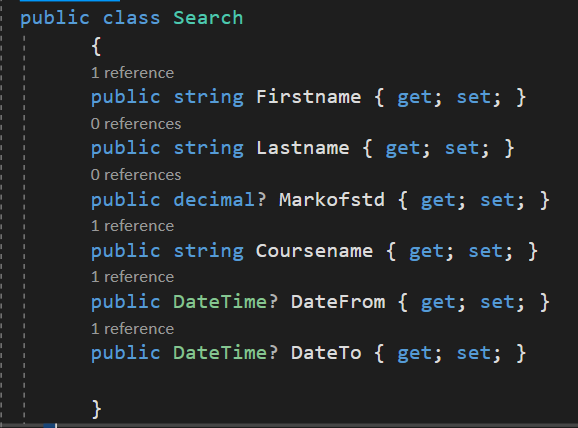 public class Search
{
1 reference
public string Firstname { get; set; }
0 references
public string Lastname { get; set; }
0 references
public decimal? Markofstd { get; set; }
1 reference
public string Coursename { get; set; }
1 reference
public DateTime? DateFrom { get; set; }
1 reference
public DateTime? DateTo { get; set; }
}